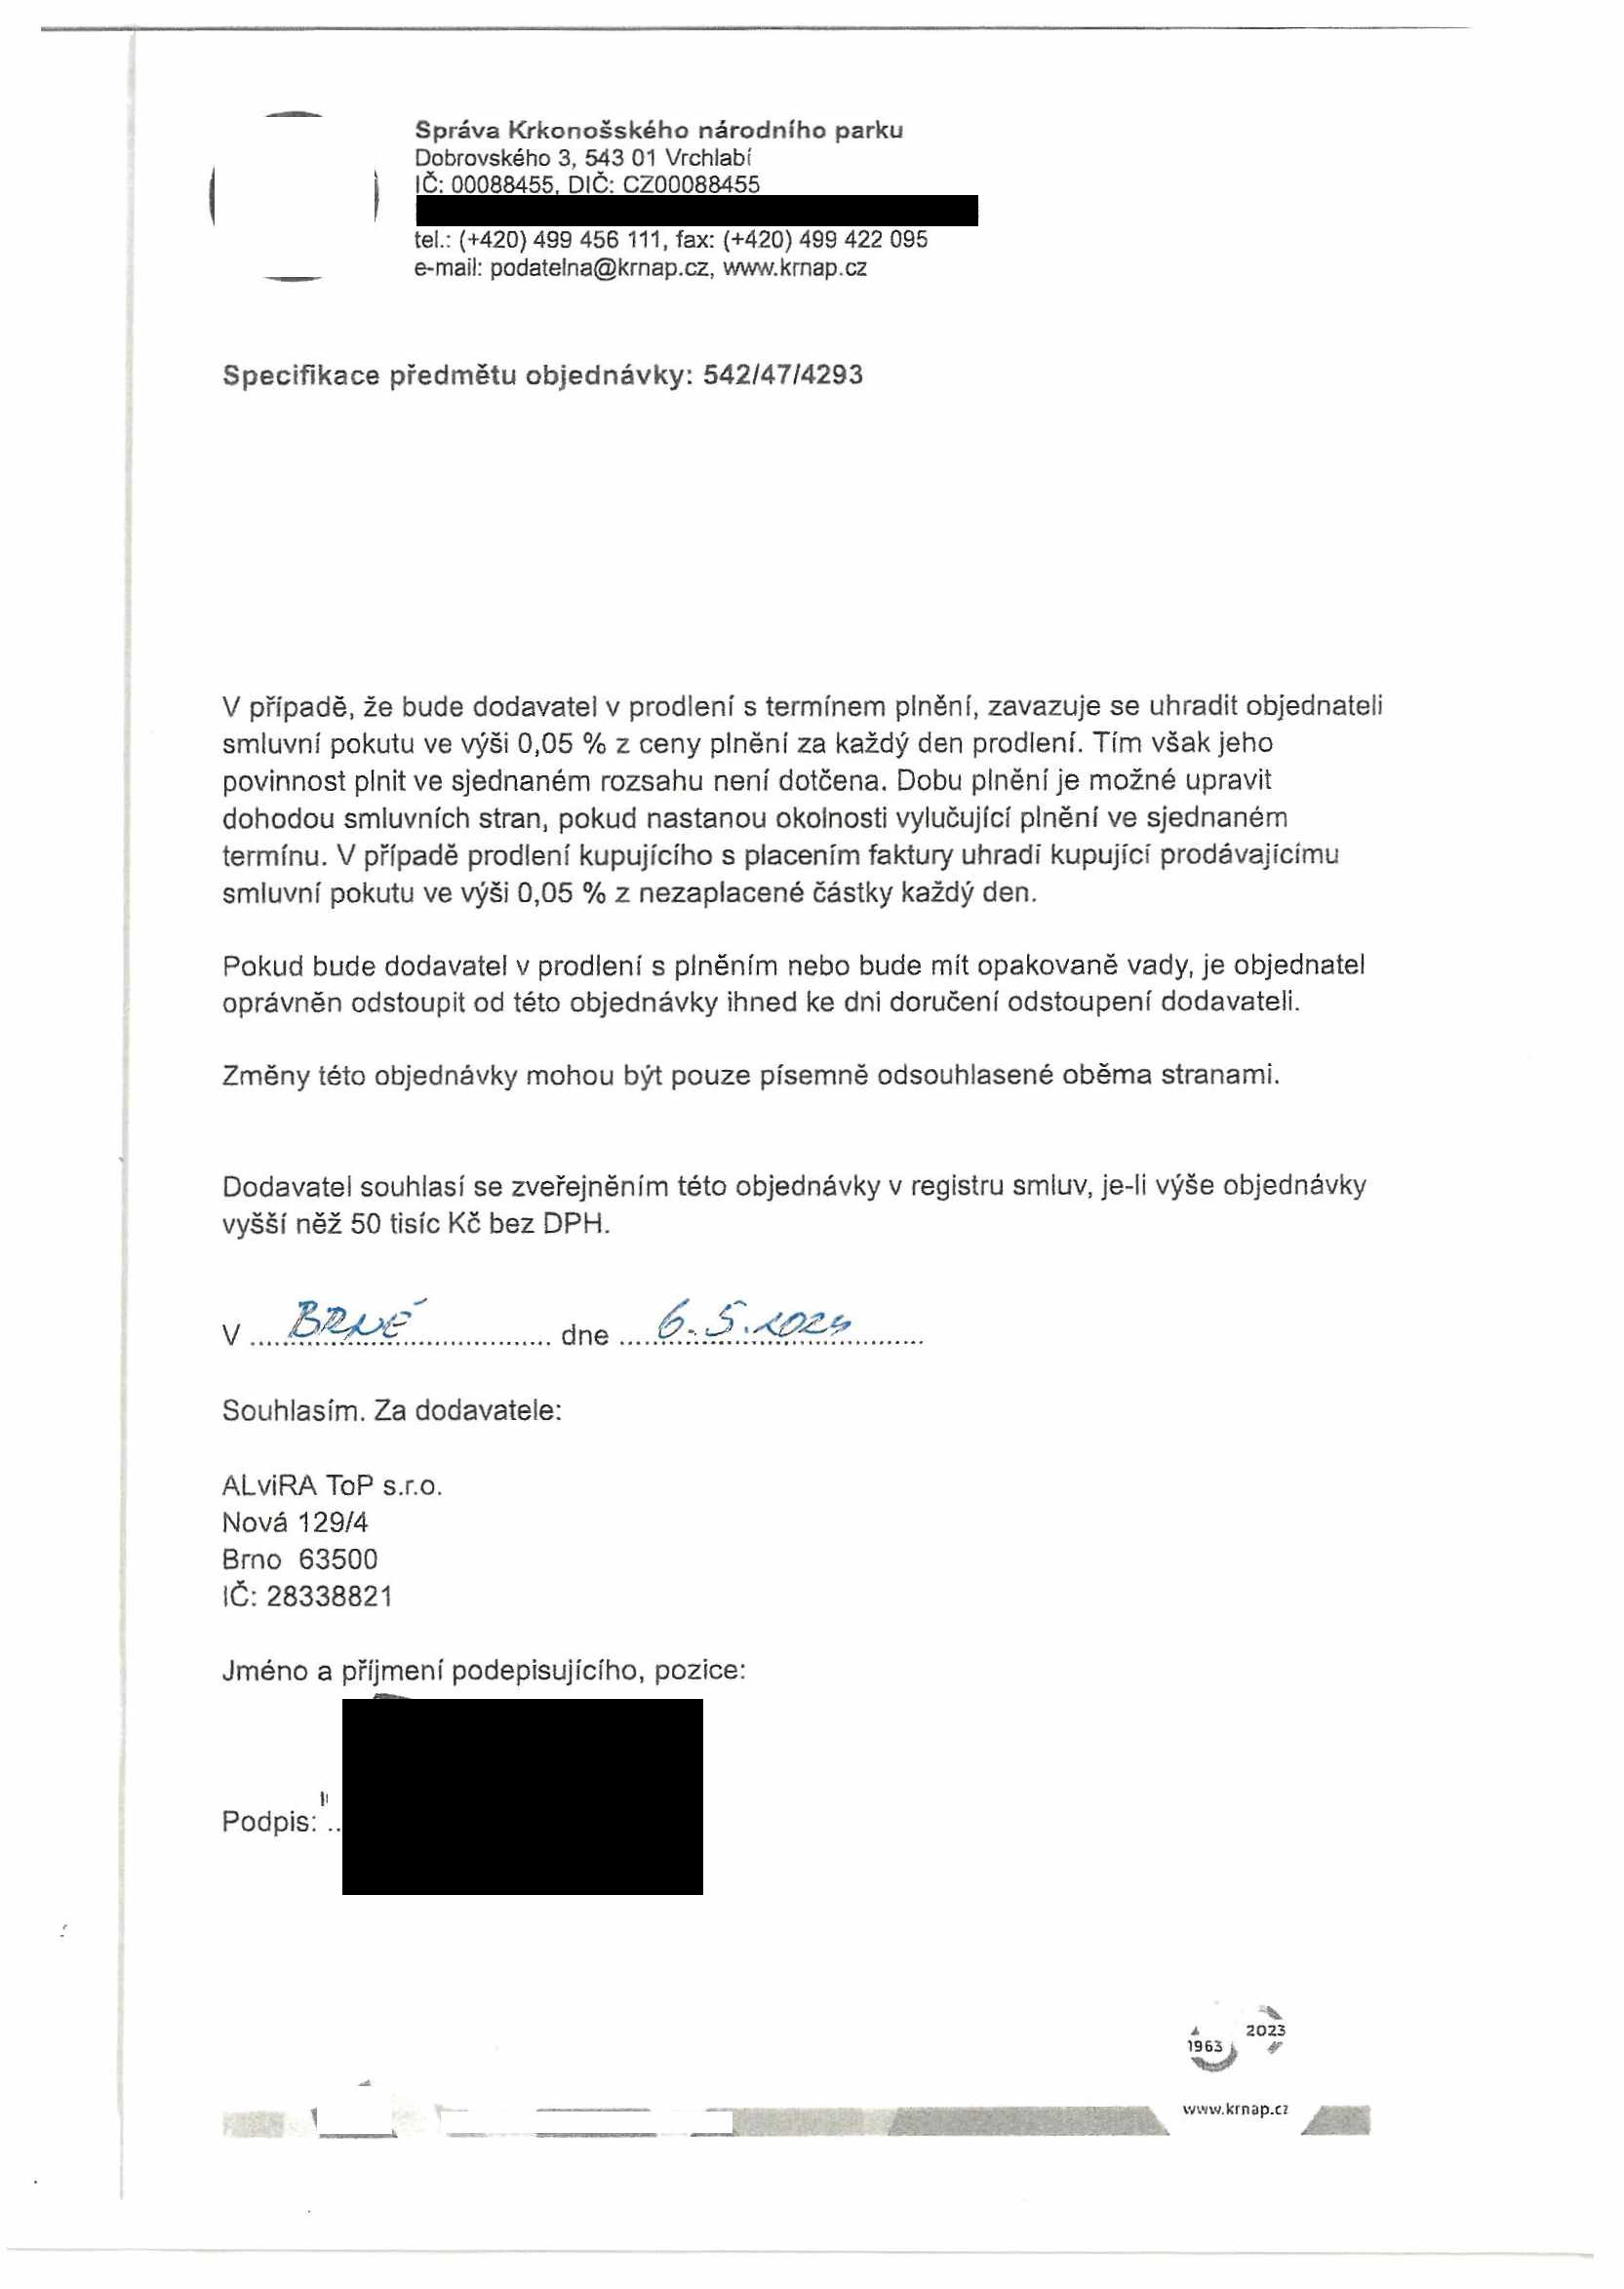 Správa Krkonošského národního parku
Dobrovského 3, 543 01 Vrchlabí
IČ: 00088455, DIČ: CZ00088455
tel.: (+420) 499 456 111, fax: (+420) 499 422 095
e-mail: podatelna@krnap.cz, www.krnap.cz
Specifikace předmětu objednávky: 542/47/4293
V případě, že bude dodavatel v prodlení s termínem plnění, zavazuje se uhradit objednateli
smluvní pokutu ve výši 0,05 % z ceny plnění za každý den prodlení. Tím však jeho
povinnost plnit ve sjednaném rozsahu není dotčena. Dobu plnění je možné upravit
dohodou smluvních stran, pokud nastanou okolnosti vylučující plnění ve sjednaném
termínu. V případě prodlení kupujícího s placením faktury uhradí kupující prodávajícímu
smluvní pokutu ve výši 0,05 % z nezaplacené částky každý den.
Pokud bude dodavatel v prodlení s plněním nebo bude mít opakovaně vady, je objednatel
oprávněn odstoupit od této objednávky ihned ke dni doručení odstoupení dodavateli.
Změny této objednávky mohou být pouze písemně odsouhlasené oběma stranami.
Dodavatel souhlasí se zveřejněním této objednávky v registru smluv, je-li výše objednávky
vyšší něž 50 tisíc Kč bez DPH.
V BRNĚ dne 6.5.2024
Souhlasím. Za dodavatele:
ALviRA ToP s.r.o.
Nová 129/4
Brno 63500
IČ: 28338821
Jméno a příjmení podepisujícího, pozice:
Podpis: ..
2023
1963
www.krnap.cz